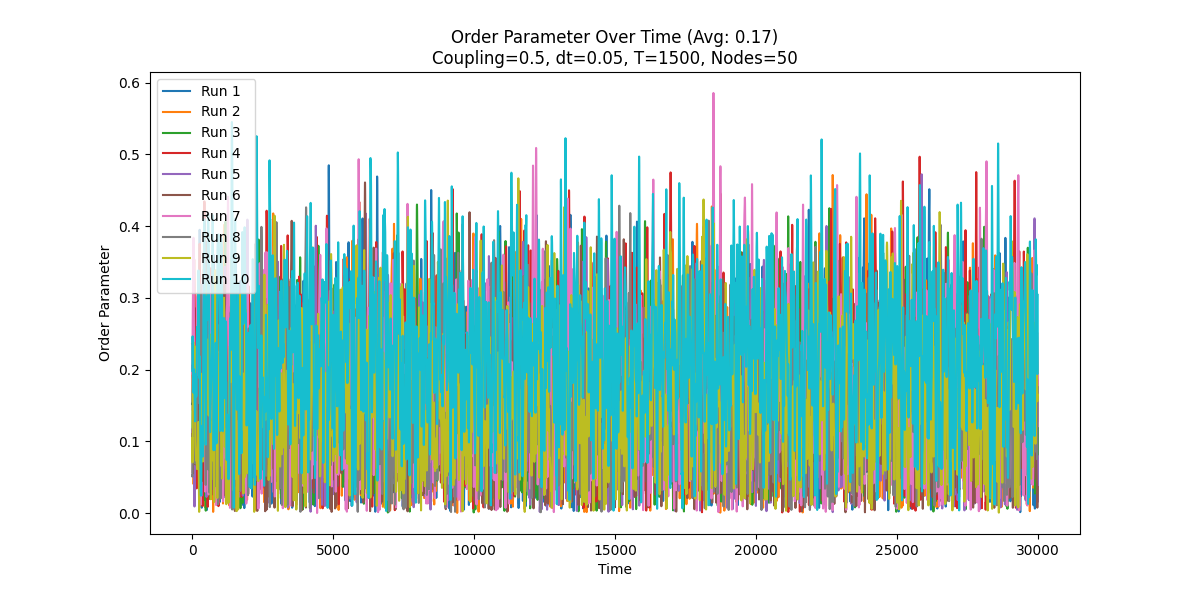 Order Parameter Over Time (Avg: 0.17)
Coupling=0.5, dt=0.05, T=1500, Nodes=50
Order Parameter
0.6
0.5
0.4
0.3
0.2
0.1
0.0
Run 1
Run 2
Run 3
Run 4
Run 5
Run 6
Run 7
Run 8
Run 9
Run 10
0 5000 10000 15000 20000 25000 30000
Time